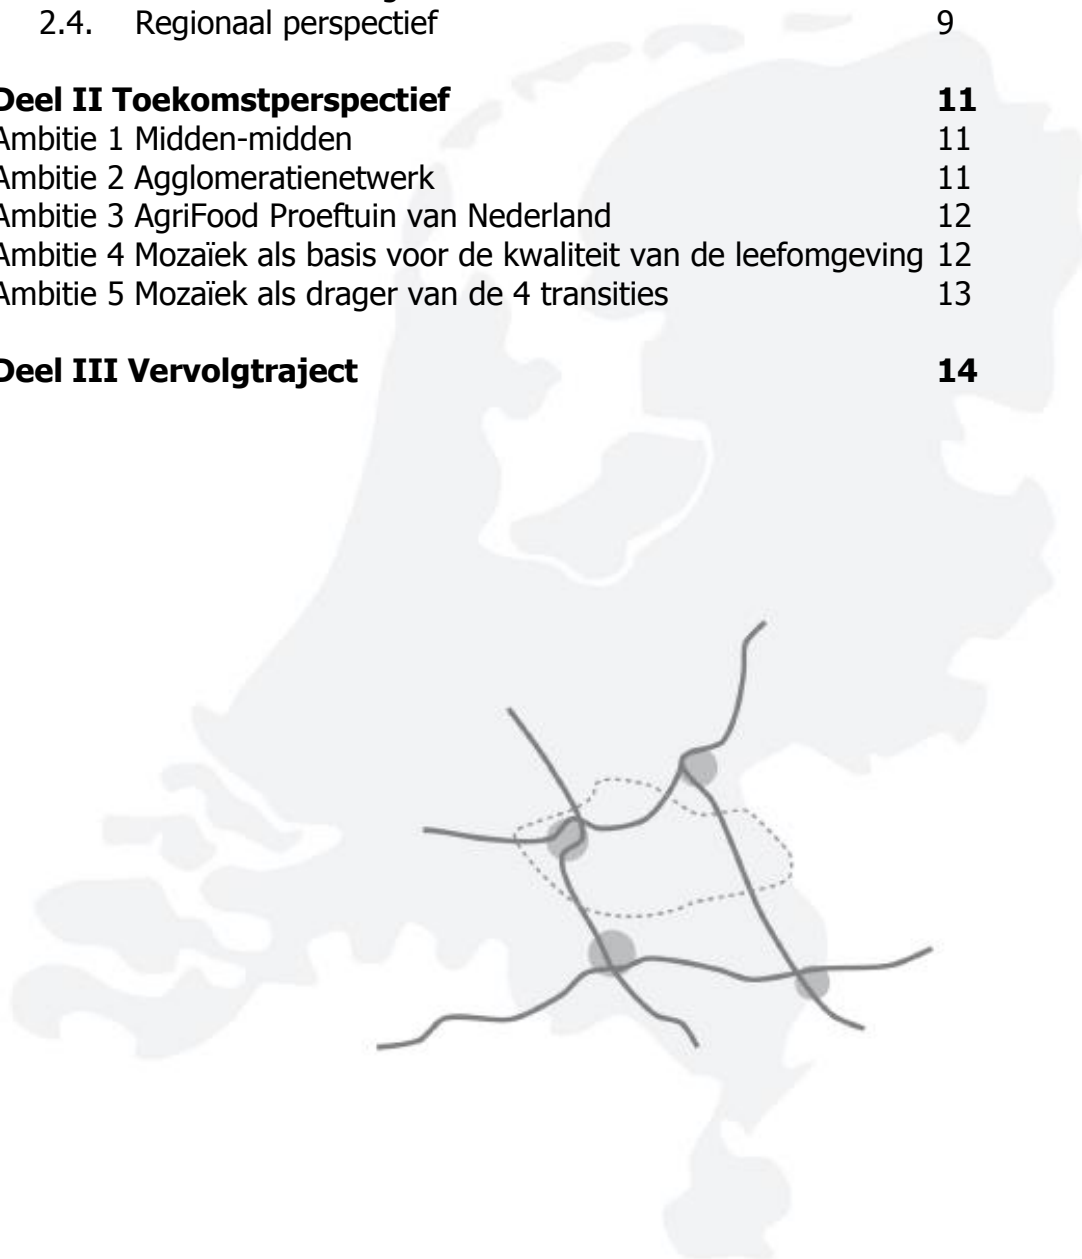 2.4. Regionaal perspectief 9
Deel II Toekomstperspectief 11
Ambitie 1 Midden-midden 11
Ambitie 2 Agglomeratienetwerk 11
Ambitie 3 AgriFood Proeftuin van Nederland 12
Ambitie 4 Mozaïek als basis voor de kwaliteit van de leefomgeving 12
Ambitie 5 Mozaïek als drager van de 4 transities 13
Deel III Vervolgtraject 14